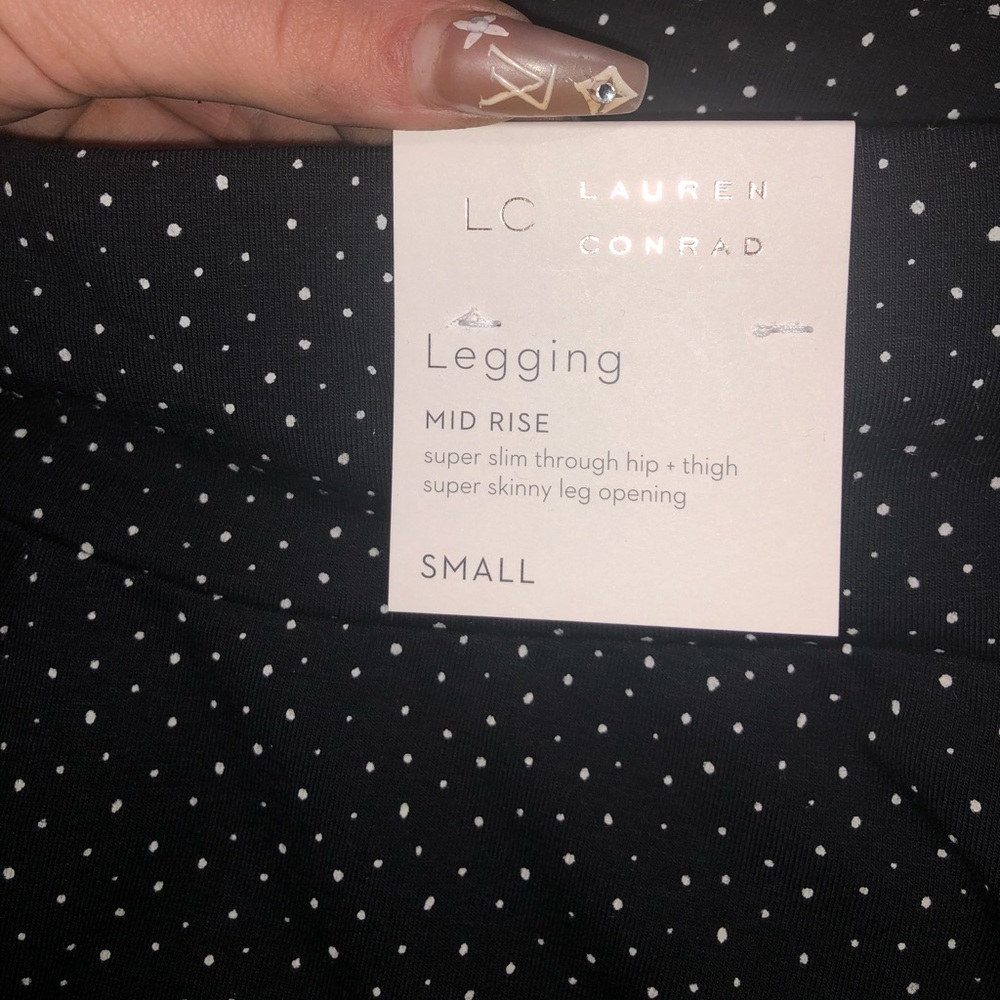 LC LAUREN
CONRAD
Legging
MID RISE
super slim through hip + thigh
super skinny leg opening
SMALL